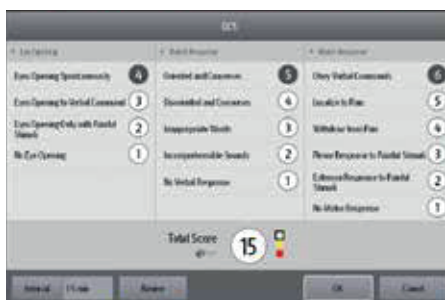 GCS
Eye Opening
Eyes Opening Spontaneously 4
Eyes Opening to Verbal Command 3
Eyes Opening Only with Painful Stimuli 2
No Eye Opening 1
Verbal Response
Oriented and Converses 5
Disoriented and Converses 4
Inappropriate Words 3
Incomprehensible Sounds 2
No Verbal Response 1
Motor Response
Obey Verbal Commands 6
Localize to Pain 5
Withdraw from Pain 4
Flexor Response to Painful Stimuli 3
Extensor Response to Painful Stimuli 2
No Motor Response 1
Total Score 15
Interval 15 min
Review
OK
Cancel